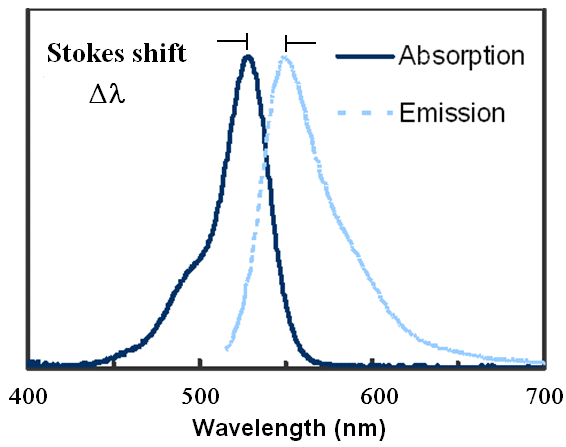 Stokes shift
Δλ
Absorption
Emission
400 500 600 700
Wavelength (nm)